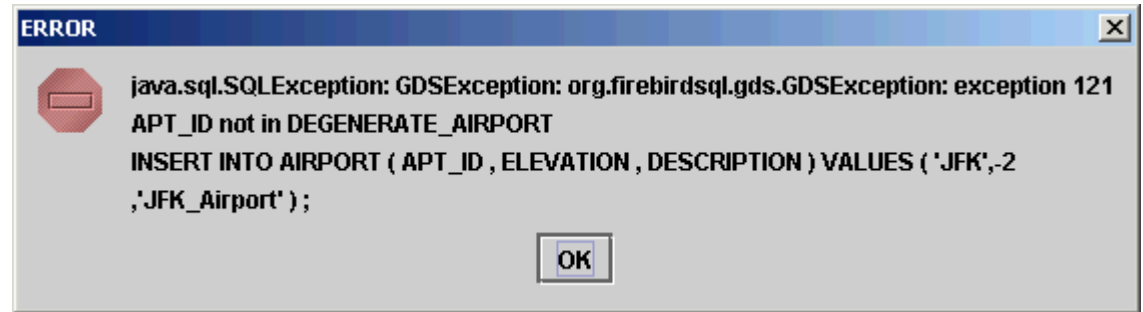 ERROR
java.sql.SQLException: GDSException: org.firebirdsql.gds.GDSException: exception 121
APT_ID not in DEGENERATE_AIRPORT
INSERT INTO AIRPORT ( APT_ID , ELEVATION , DESCRIPTION ) VALUES ( 'JFK',-2
,'JFK_Airport' ) ;
OK